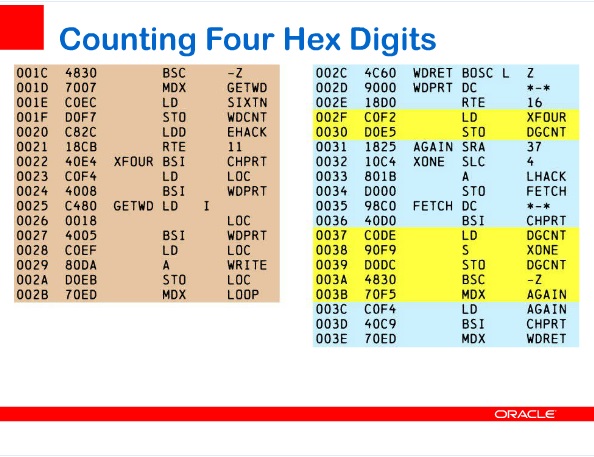 Counting Four Hex Digits
001C 4830 BSC -Z
001D 7007 MDX GETWD
001E C0EC LD SIXTN
001F D0F7 STO WDCNT
0020 C82C LDD EHACK
0021 18CB RTE 11
0022 40E4 XFOUR BSI CHPRT
0023 C0F4 LD LOC
0024 4008 BSI WDPRT
0025 C480 GETWD LD I
0026 0018 LOC
0027 4005 BSI WDPRT
0028 C0EF LD LOC
0029 80DA A WRITE
002A D0EB STO LOC
002B 70ED MDX LOOP
002C 4C60 WDRET BOSC L Z
002D 9000 WDPRT DC *-*
002E 18D0 RTE 16
002F C0F2 LD XFOUR
0030 D0E5 STO DGCNT
0031 1825 AGAIN SRA 37
0032 10C4 XONE SLC 4
0033 801B A LHACK
0034 D000 STO FETCH
0035 98C0 FETCH DC *-*
0036 40D0 BSI CHPRT
0037 C0DE LD DGCNT
0038 90F9 S XONE
0039 D0DC STO DGCNT
003A 4830 BSC -Z
003B 70F5 MDX AGAIN
003C C0F4 LD AGAIN
003D 40C9 BSI CHPRT
003E 70ED MDX WDRET
ORACLE